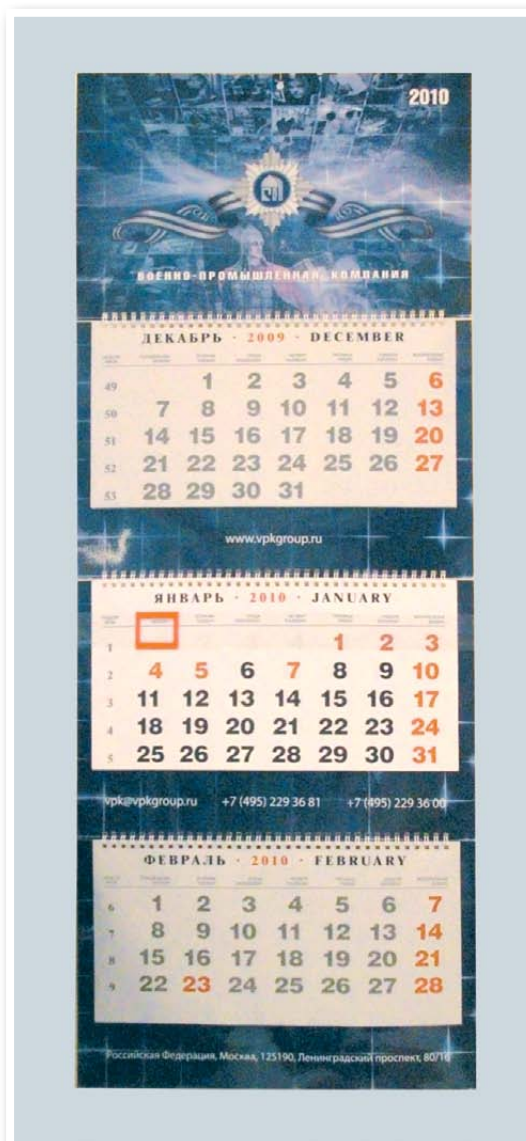 2010
ВОЕННО-ПРОМЫШЛЕННАЯ КОМПАНИЯ
ДЕКАБРЬ · 2009 · DECEMBER
49 1 2 3 4 5 6
50 7 8 9 10 11 12 13
51 14 15 16 17 18 19 20
52 21 22 23 24 25 26 27
53 28 29 30 31
www.vpkgroup.ru
ЯНВАРЬ · 2010 · JANUARY
1 1 2 3
2 4 5 6 7 8 9 10
3 11 12 13 14 15 16 17
4 18 19 20 21 22 23 24
5 25 26 27 28 29 30 31
vpk@vpkgroup.ru +7 (495) 229 36 81 +7 (495) 229 36 00
ФЕВРАЛЬ · 2010 · FEBRUARY
6 1 2 3 4 5 6 7
7 8 9 10 11 12 13 14
8 15 16 17 18 19 20 21
9 22 23 24 25 26 27 28
Российская Федерация, Москва, 125190, Ленинградский проспект, 80/16